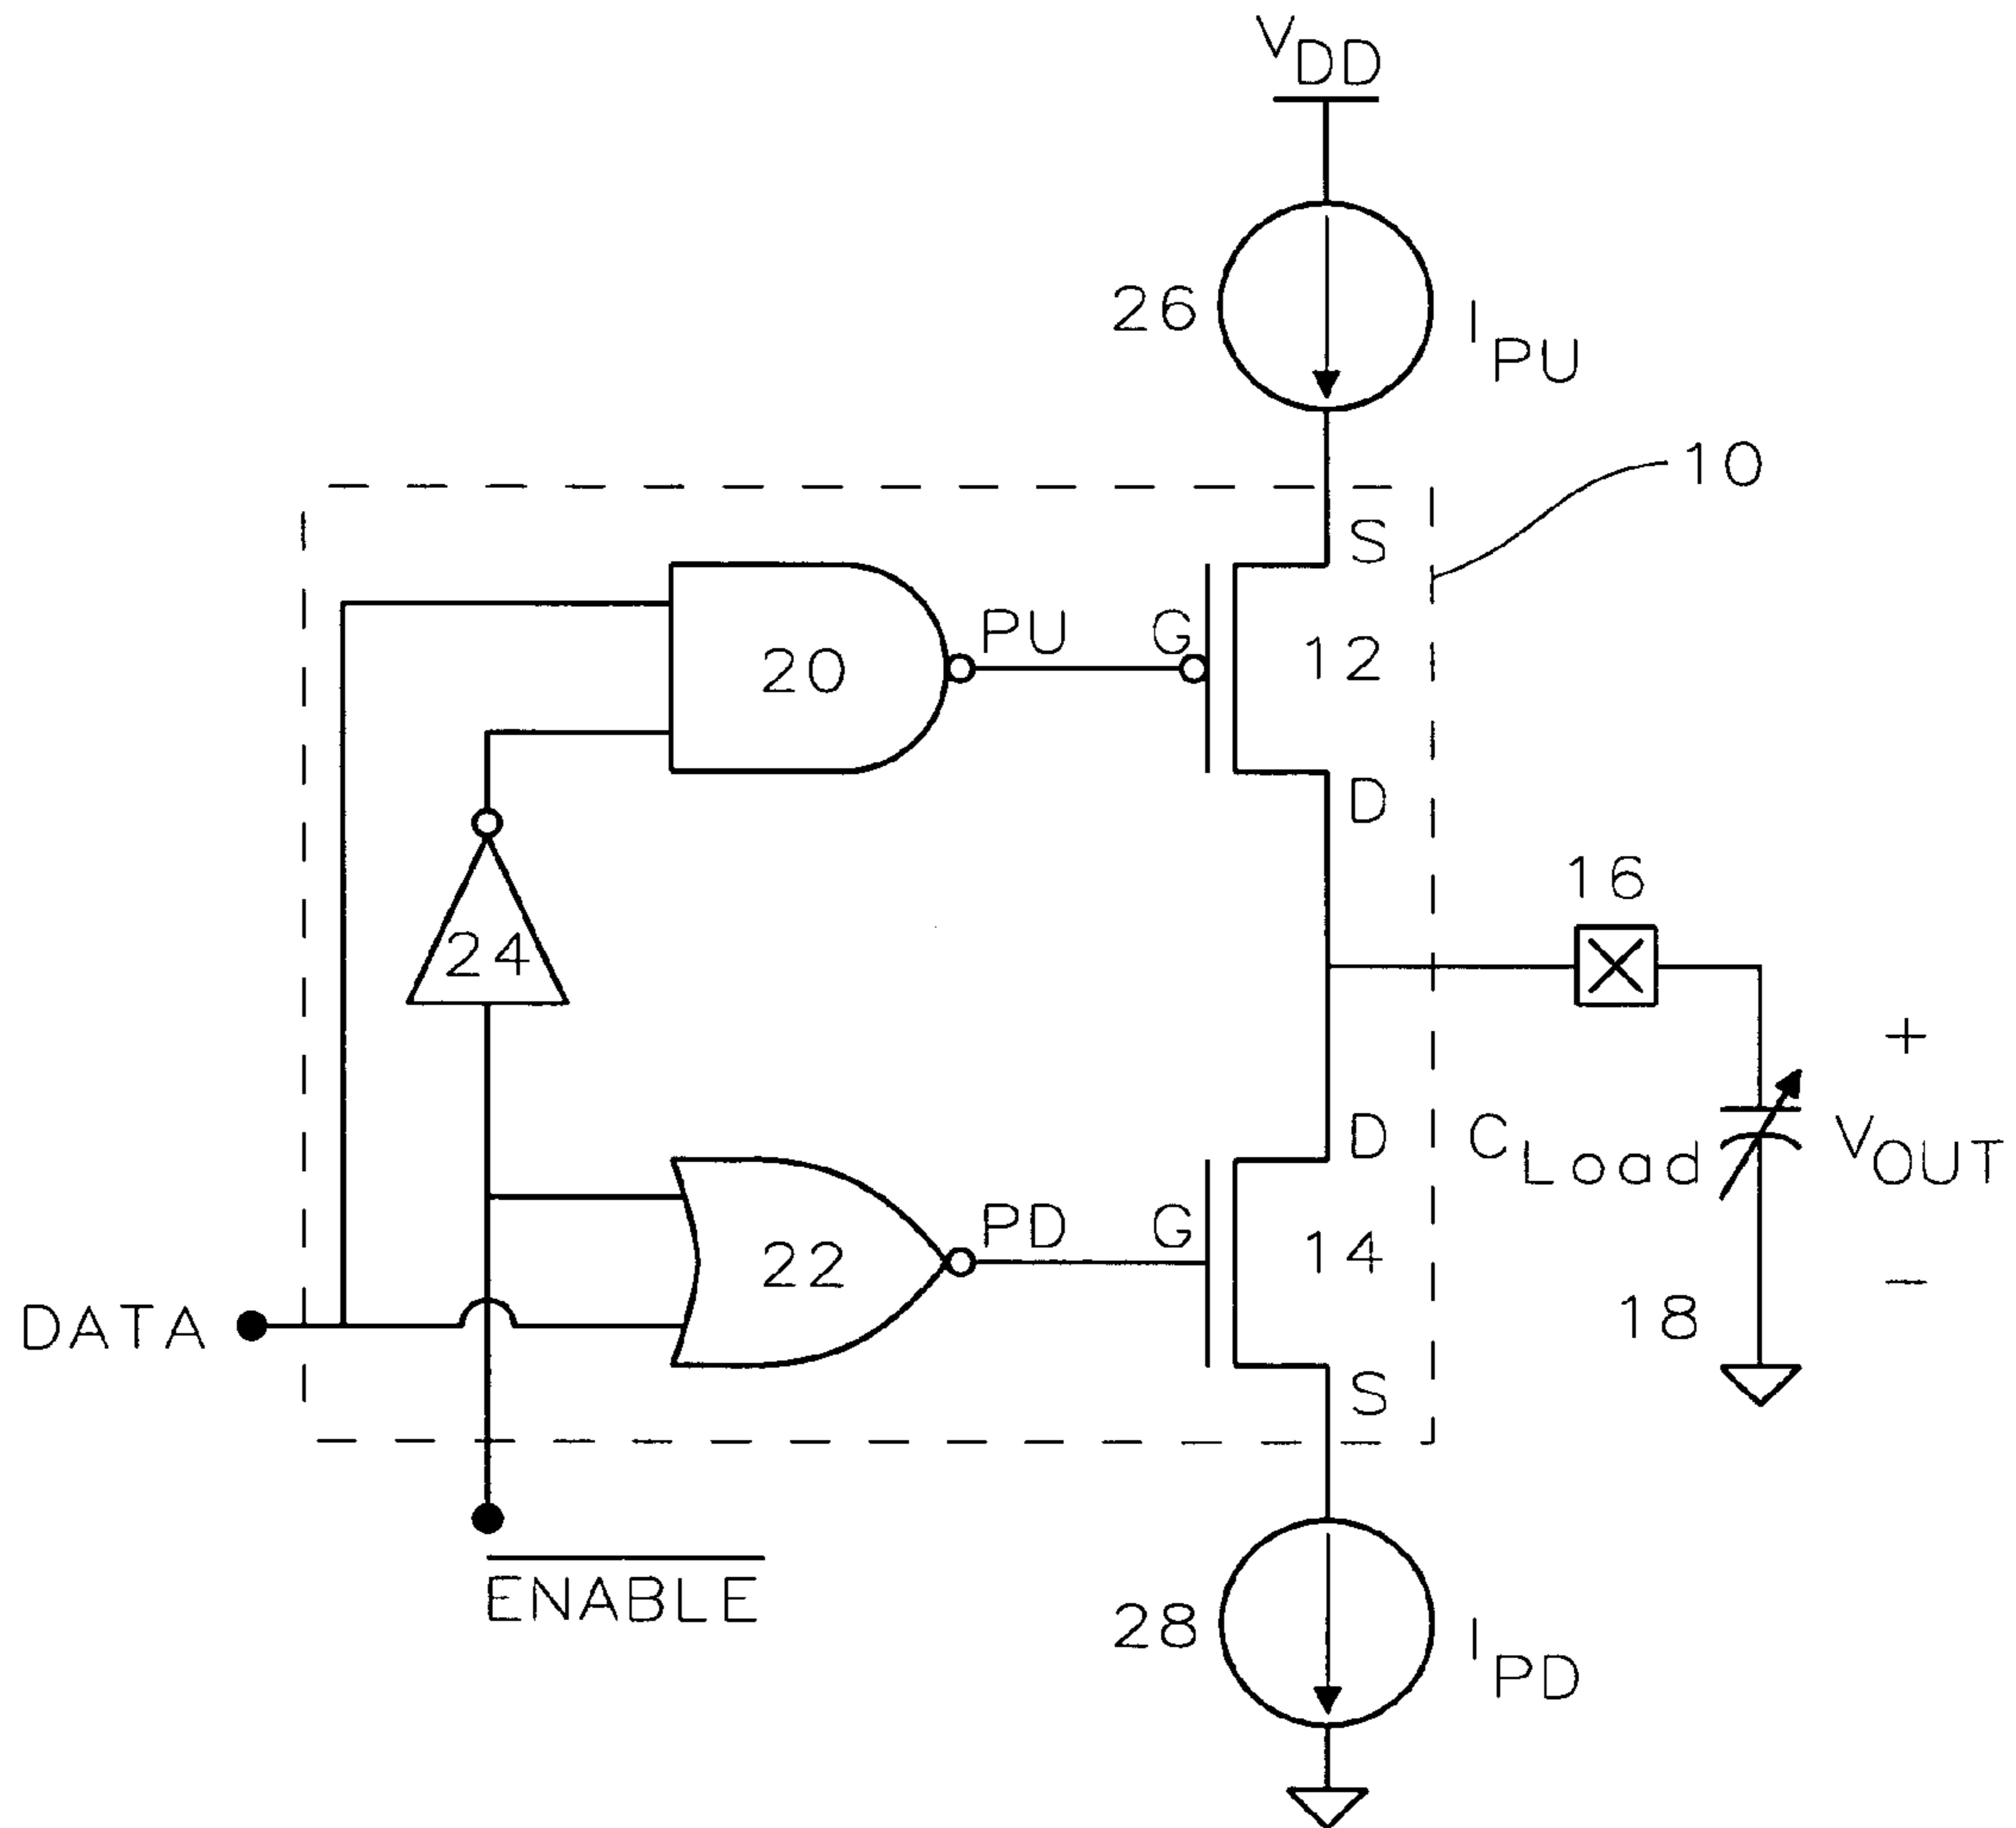 VDD
26
IPU
10
S
PU
G
12
20
D
16
24
+
D
CLoad
VOUT
PD
G
14
22
DATA
18
−
S
ENABLE
28
IPD